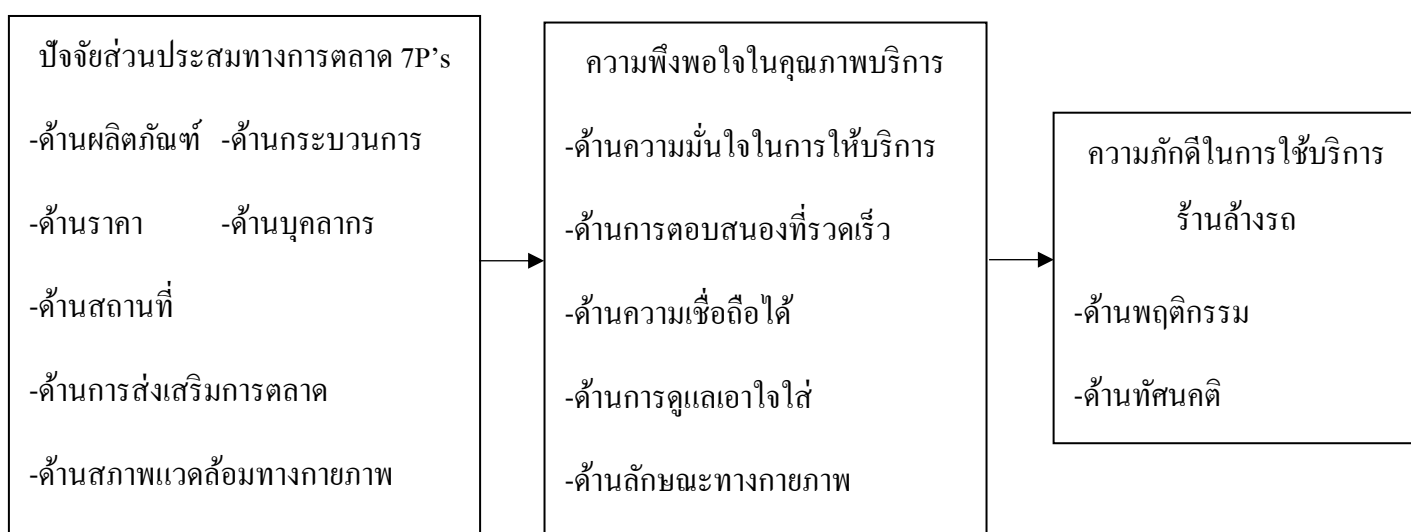 ปัจจัยส่วนประสมทางการตลาด 7P’s
-ด้านผลิตภัณฑ์ -ด้านกระบวนการ
-ด้านราคา -ด้านบุคลากร
-ด้านสถานที่
-ด้านการส่งเสริมการตลาด
-ด้านสภาพแวดล้อมทางกายภาพ
ความพึงพอใจในคุณภาพบริการ
-ด้านความมั่นใจในการให้บริการ
-ด้านการตอบสนองที่รวดเร็ว
-ด้านความเชื่อถือได้
-ด้านการดูแลเอาใจใส่
-ด้านลักษณะทางกายภาพ
ความภักดีในการใช้บริการ
ร้านล้างรถ
-ด้านพฤติกรรม
-ด้านทัศนคติ